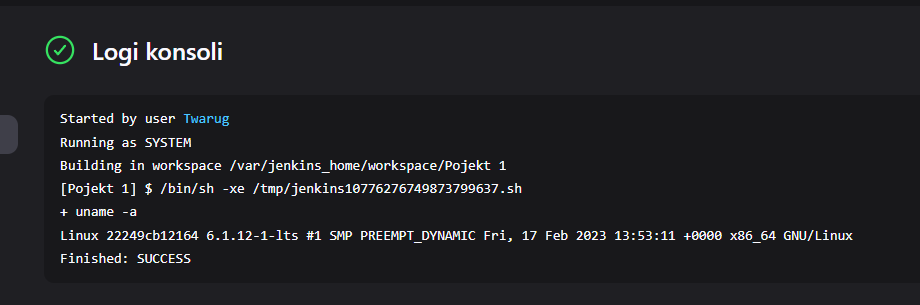 Logi konsoli
Started by user Twarug
Running as SYSTEM
Building in workspace /var/jenkins_home/workspace/Pojekt 1
[Pojekt 1] $ /bin/sh -xe /tmp/jenkins10776276749873799637.sh
+ uname -a
Linux 22249cb12164 6.1.12-1-lts #1 SMP PREEMPT_DYNAMIC Fri, 17 Feb 2023 13:53:11 +0000 x86_64 GNU/Linux
Finished: SUCCESS